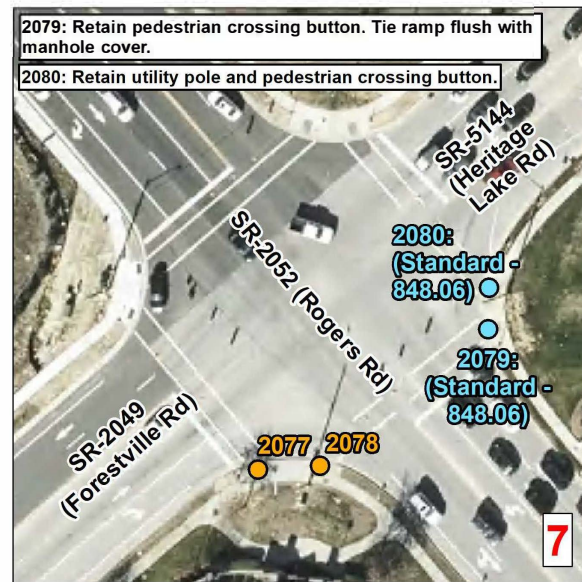 2079: Retain pedestrian crossing button. Tie ramp flush with
manhole cover.
2080: Retain utility pole and pedestrian crossing button.
SR-5144
(Heritage
Lake Rd)
SR-2052 (Rogers Rd)
2080:
(Standard -
848.06)
2079:
(Standard -
848.06)
SR-2049
(Forestville Rd)
2077
2078
7